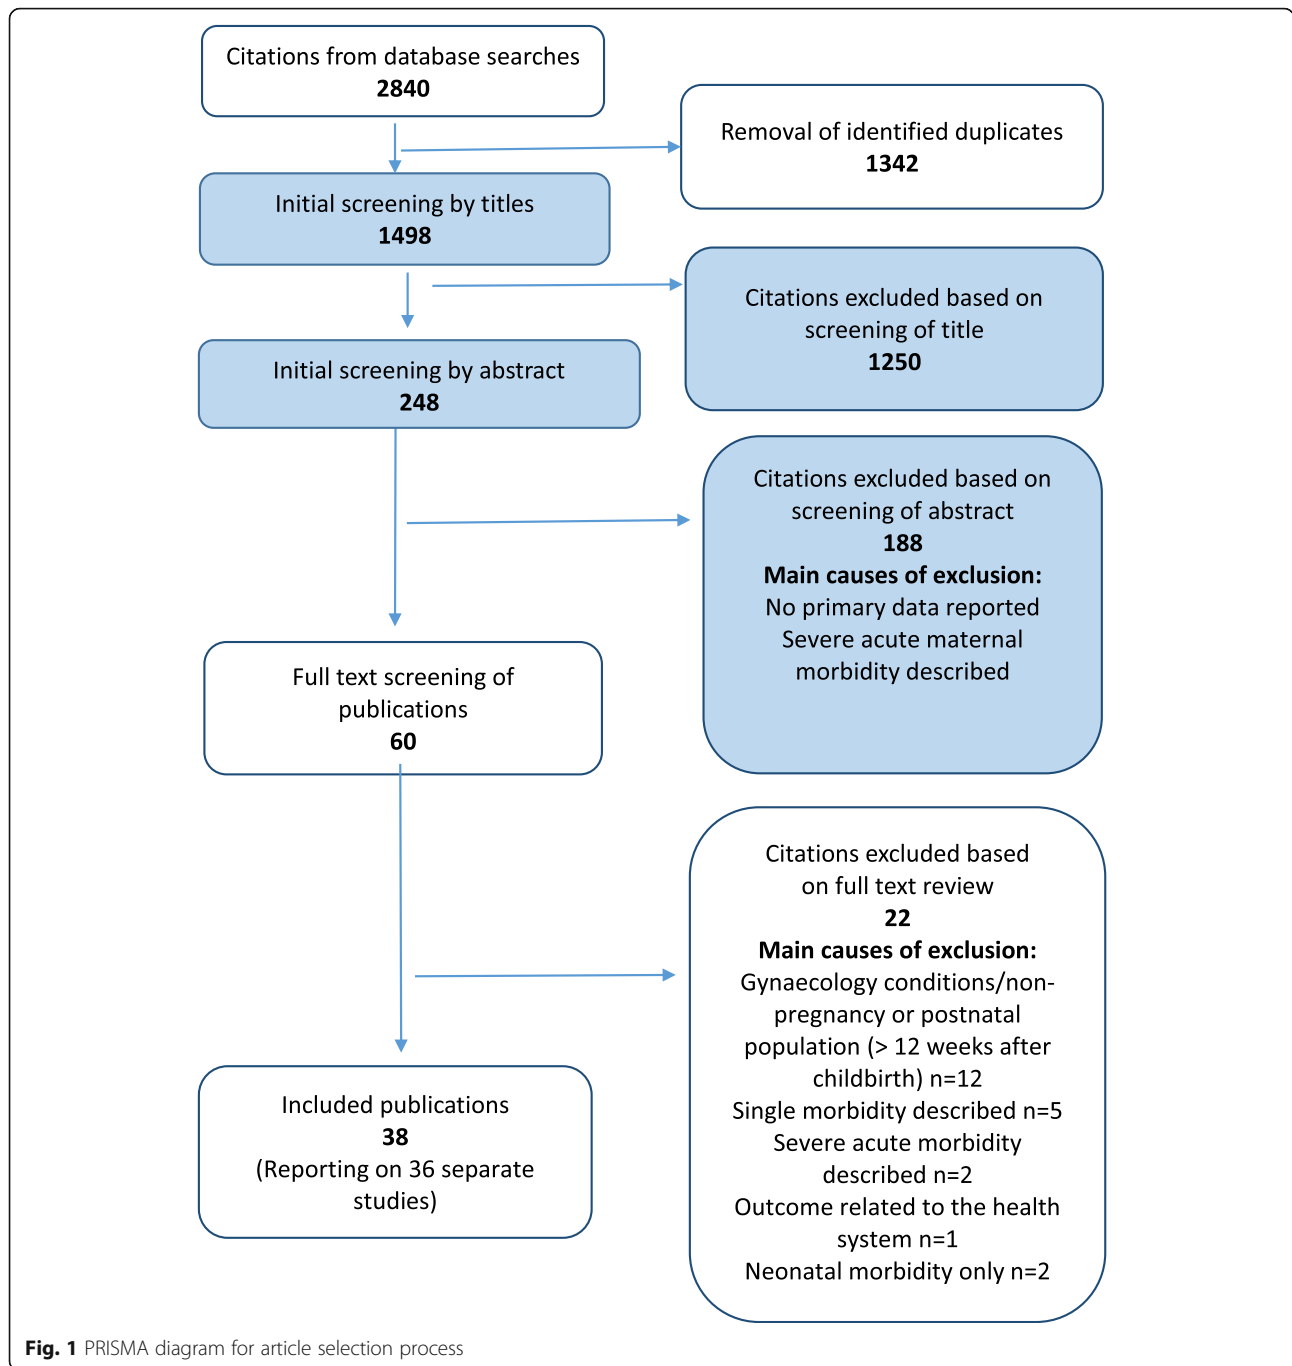 Citations from database searches
2840
Removal of identified duplicates
1342
Initial screening by titles
1498
Citations excluded based on
screening of title
1250
Initial screening by abstract
248
Citations excluded based on
screening of abstract
188
Main causes of exclusion:
No primary data reported
Severe acute maternal
morbidity described
Full text screening of
publications
60
Citations excluded based
on full text review
22
Main causes of exclusion:
Gynaecology conditions/non-
pregnancy or postnatal
population (> 12 weeks after
childbirth) n=12
Single morbidity described n=5
Severe acute morbidity
described n=2
Outcome related to the health
system n=1
Neonatal morbidity only n=2
Included publications
38
(Reporting on 36 separate
studies)
Fig. 1 PRISMA diagram for article selection process